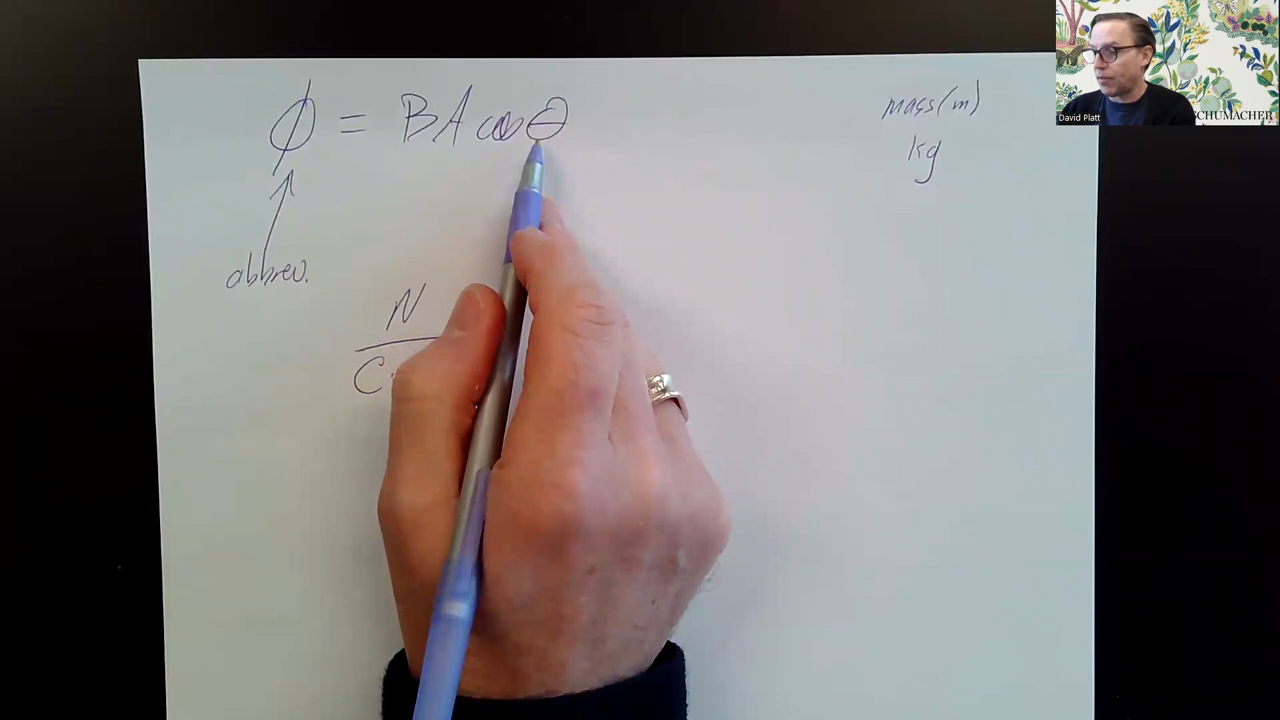 ϕ = BA cos Θ
abbrev.
N
C
mass (m)
kg
David Platt
SCHUMACHER